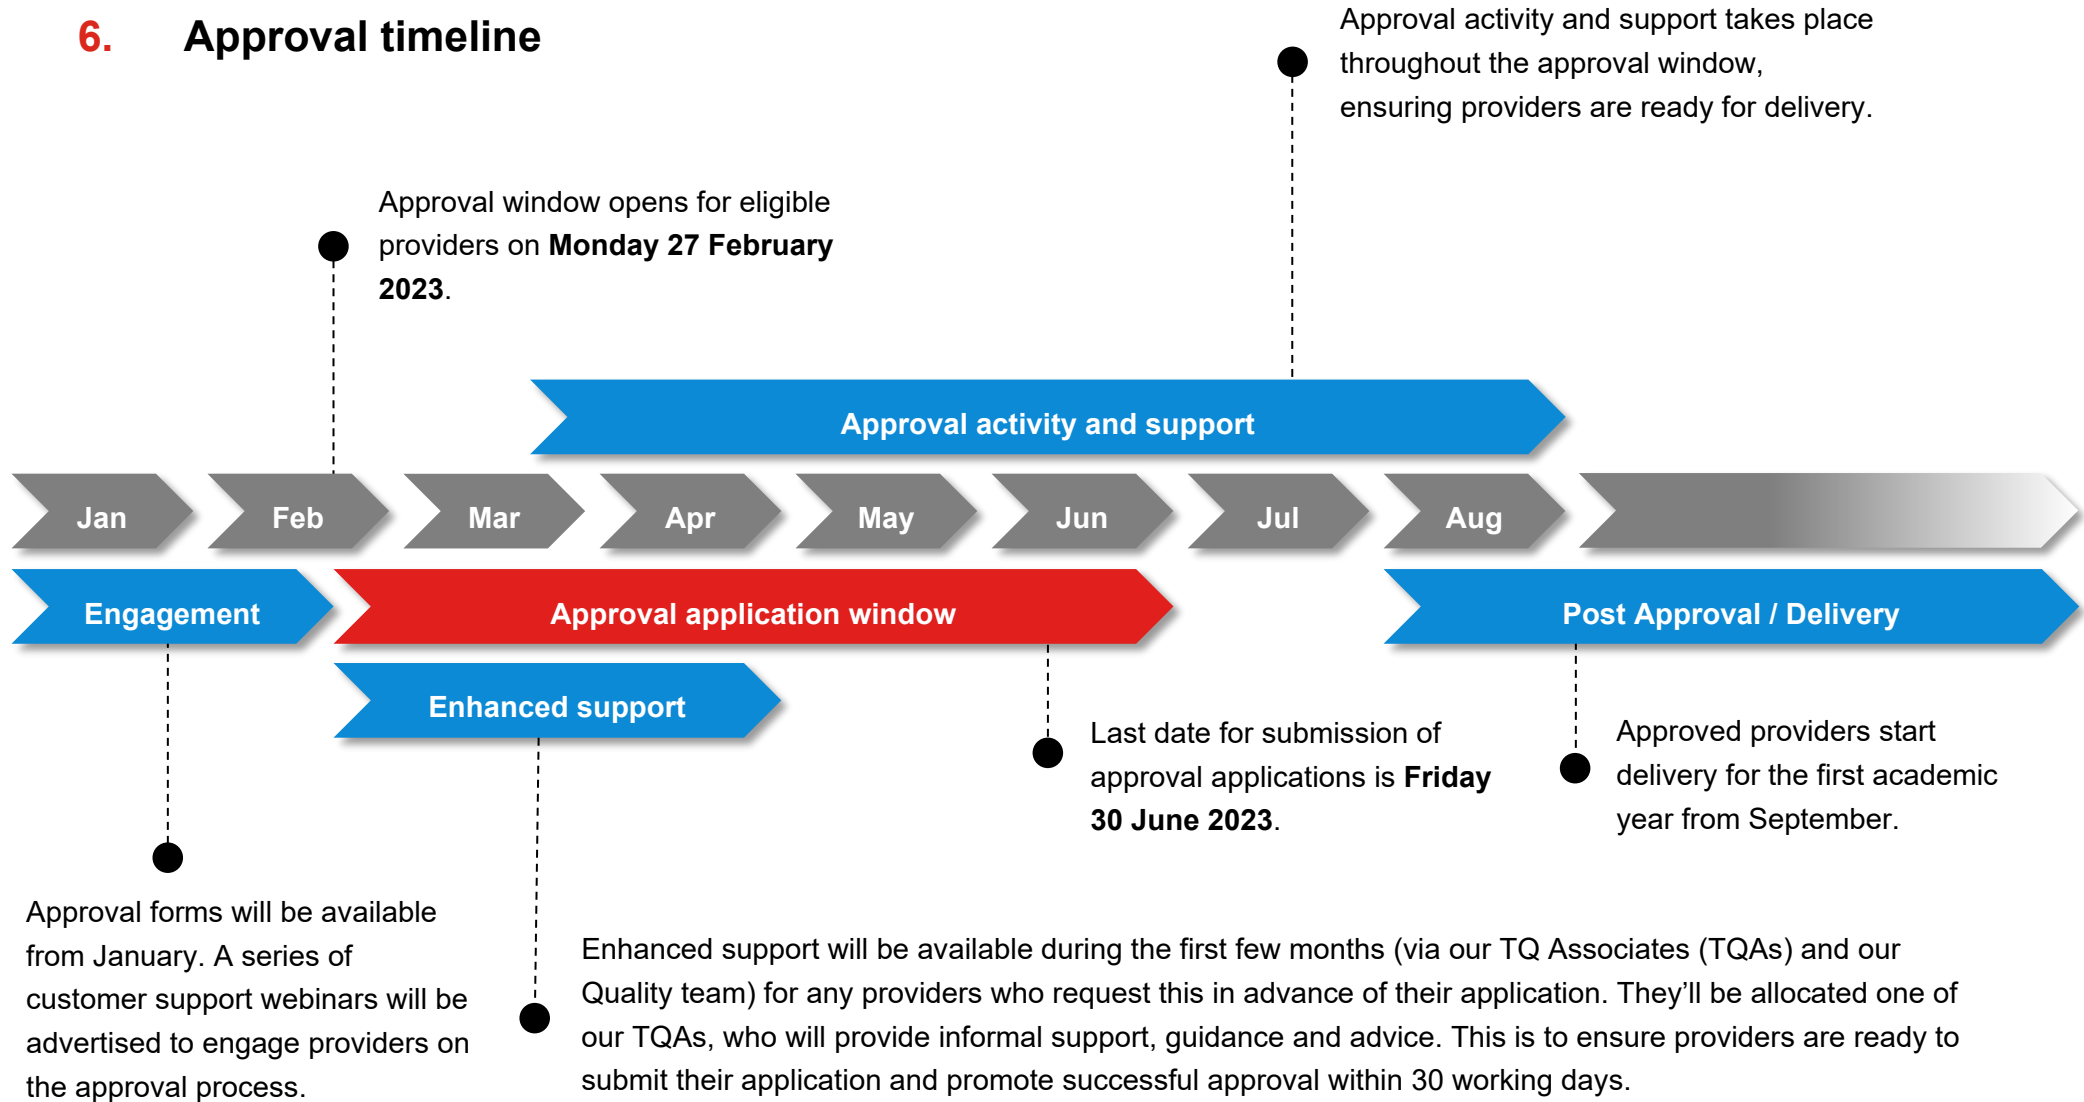 6. Approval timeline
Approval activity and support takes place
throughout the approval window,
ensuring providers are ready for delivery.
Approval window opens for eligible
providers on Monday 27 February
2023.
Approval activity and support
Jan Feb Mar Apr May Jun Jul Aug
Engagement
Approval application window
Post Approval / Delivery
Enhanced support
Last date for submission of
approval applications is Friday
30 June 2023.
Approved providers start
delivery for the first academic
year from September.
Approval forms will be available
from January. A series of
customer support webinars will be
advertised to engage providers on
the approval process.
Enhanced support will be available during the first few months (via our TQ Associates (TQAs) and our
Quality team) for any providers who request this in advance of their application. They’ll be allocated one of
our TQAs, who will provide informal support, guidance and advice. This is to ensure providers are ready to
submit their application and promote successful approval within 30 working days.